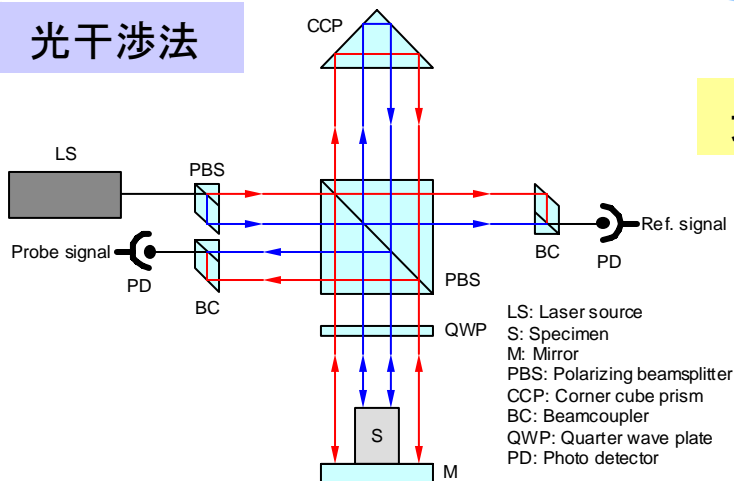 光干渉法
CCP
LS
PBS
Probe signal
PD
BC
BC
PD
Ref. signal
PBS
QWP
S
M
LS: Laser source
S: Specimen
M: Mirror
PBS: Polarizing beamsplitter
CCP: Corner cube prism
BC: Beamcoupler
QWP: Quarter wave plate
PD: Photo detector